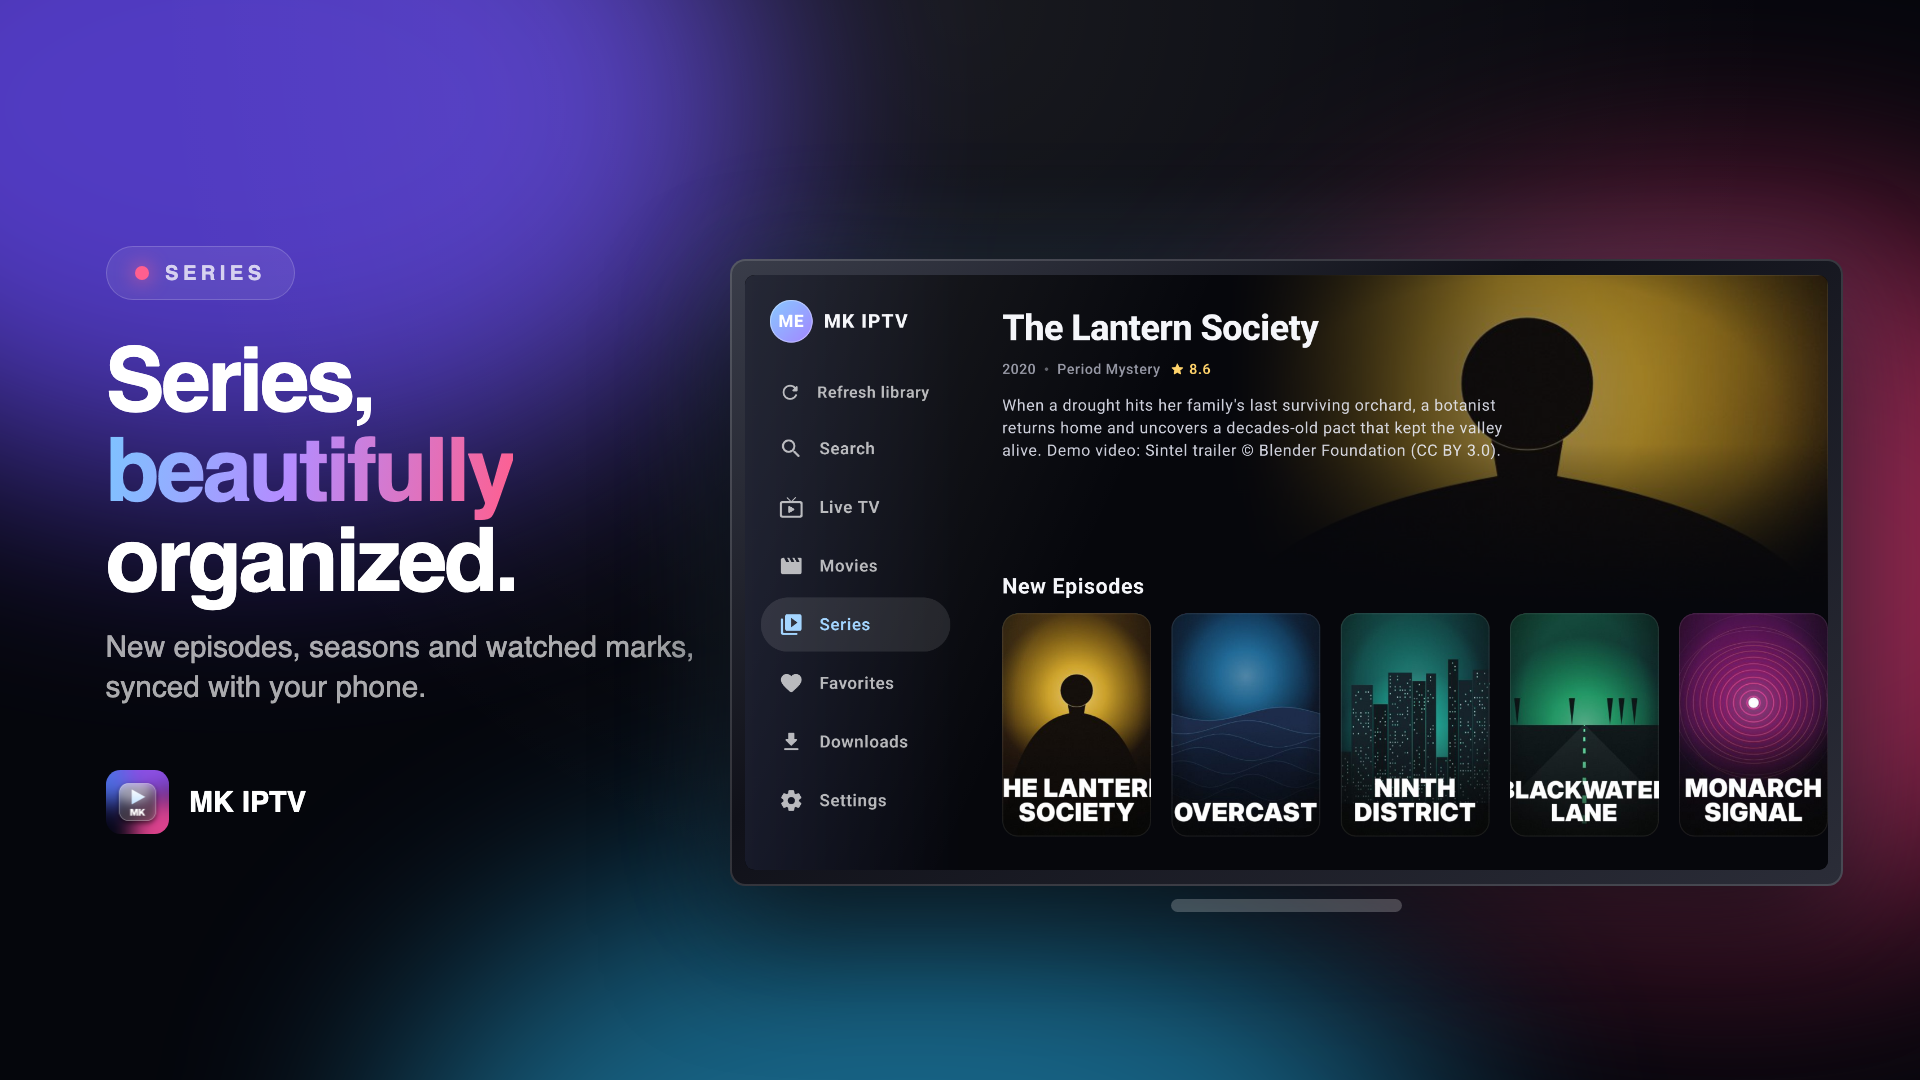 SERIES
Series,
beautifully
organized.
New episodes, seasons and watched marks,
synced with your phone.
MK
MK IPTV
ME
MK IPTV
Refresh library
Search
Live TV
Movies
Series
Favorites
Downloads
Settings
The Lantern Society
2020 • Period Mystery ★ 8.6
When a drought hits her family's last surviving orchard, a botanist
returns home and uncovers a decades-old pact that kept the valley
alive. Demo video: Sintel trailer © Blender Foundation (CC BY 3.0).
New Episodes
HE LANTER
SOCIETY
OVERCAST
NINTH
DISTRICT
BLACKWATE
LANE
MONARCH
SIGNAL